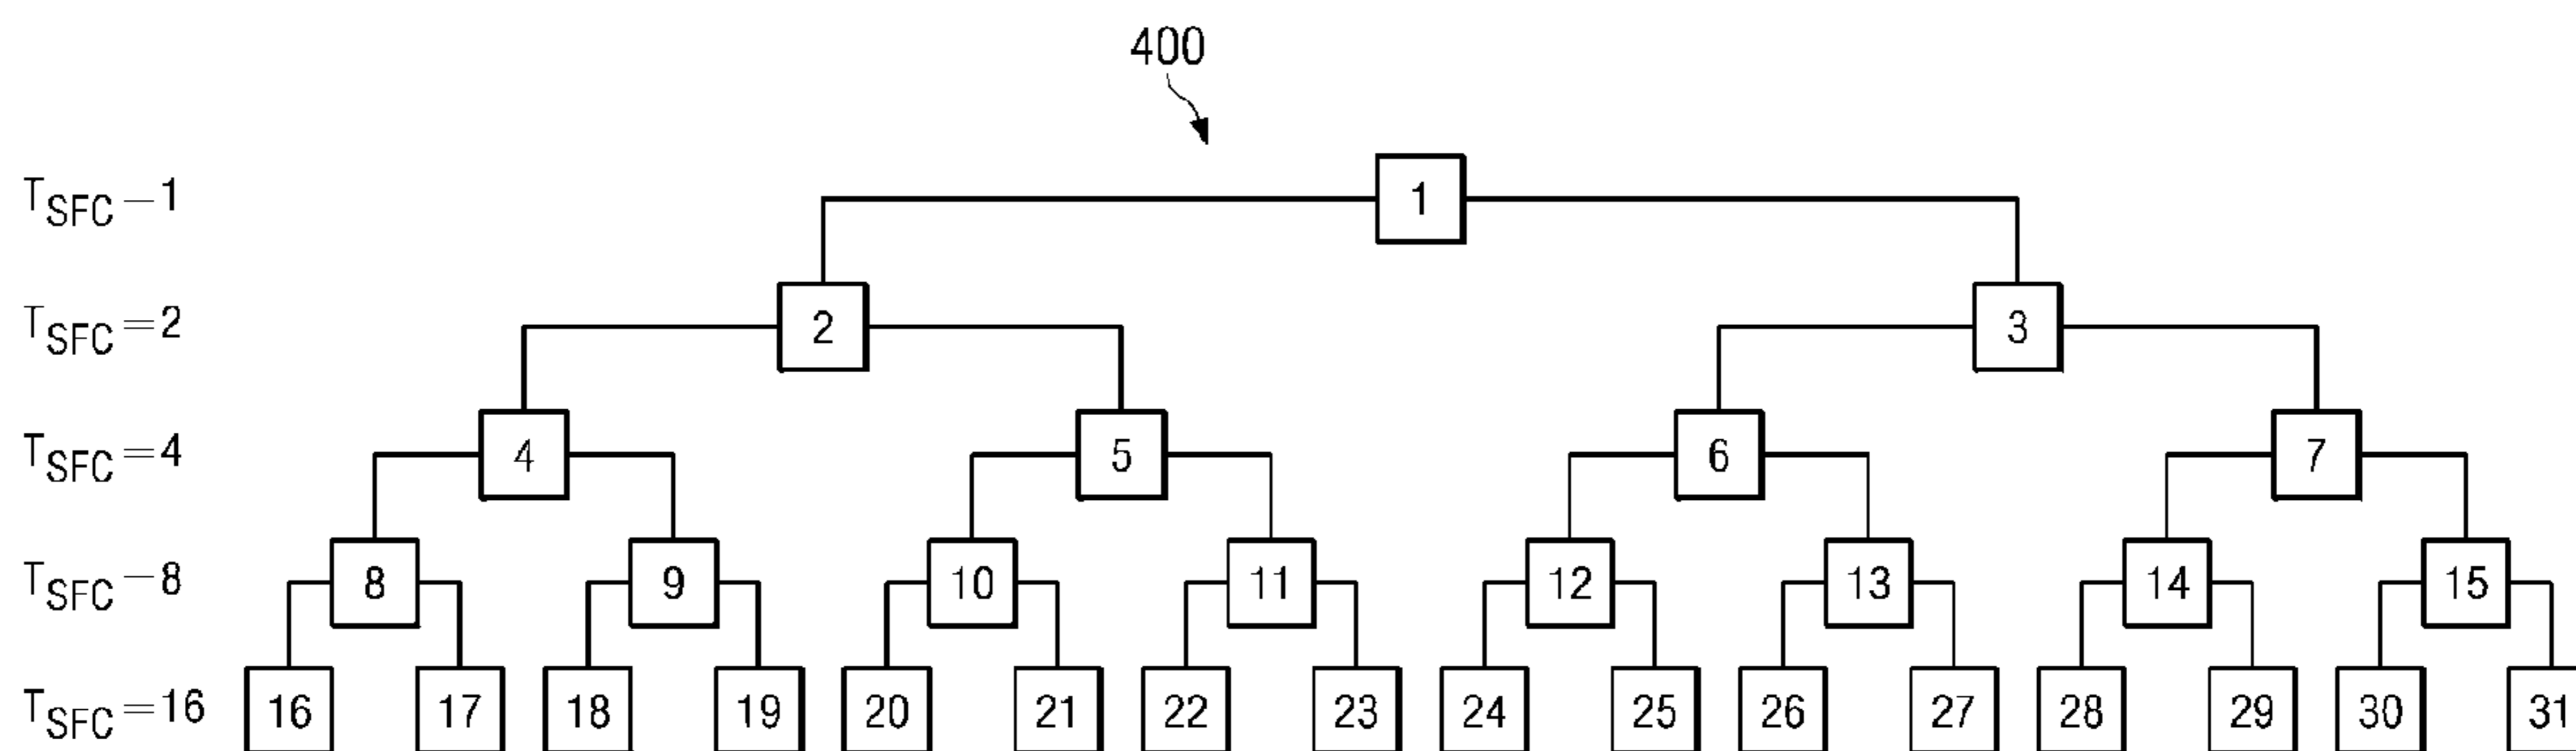 400
T_SFC−1 1
T_SFC=2 2 3
T_SFC=4 4 5 6 7
T_SFC−8 8 9 10 11 12 13 14 15
T_SFC=16 16 17 18 19 20 21 22 23 24 25 26 27 28 29 30 31